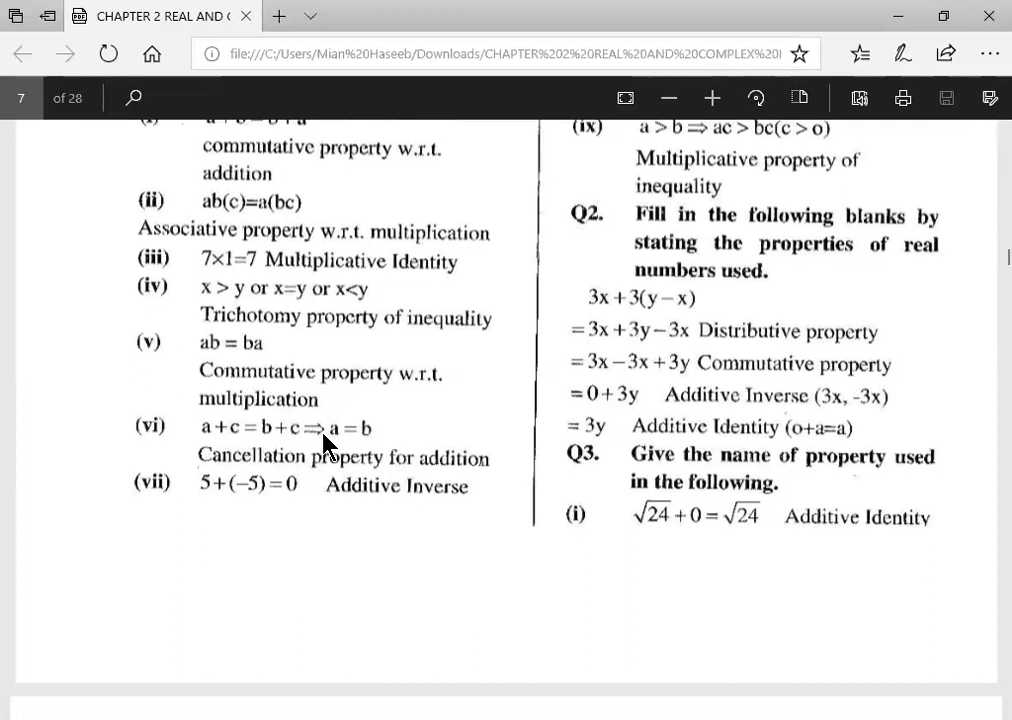 CHAPTER 2 REAL AND C
file:///C:/Users/Mian%20Haseeb/Downloads/CHAPTER%202%20REAL%20AND%20COMPLEX%20
7 of 28
commutative property w.r.t.
addition
(ii) ab(c)=a(bc)
Associative property w.r.t. multiplication
(iii) 7×1=7 Multiplicative Identity
(iv) x > y or x=y or x<y
Trichotomy property of inequality
(v) ab = ba
Commutative property w.r.t.
multiplication
(vi) a+c=b+c⇒a=b
Cancellation property for addition
(vii) 5+(−5)=0 Additive Inverse
(ix) a>b⇒ac>bc(c>o)
Multiplicative property of
inequality
Q2. Fill in the following blanks by
stating the properties of real
numbers used.
3x+3(y−x)
=3x+3y−3x Distributive property
=3x−3x+3y Commutative property
=0+3y Additive Inverse (3x, -3x)
=3y Additive Identity (o+a=a)
Q3. Give the name of property used
in the following.
(i) √24+0=√24 Additive Identity